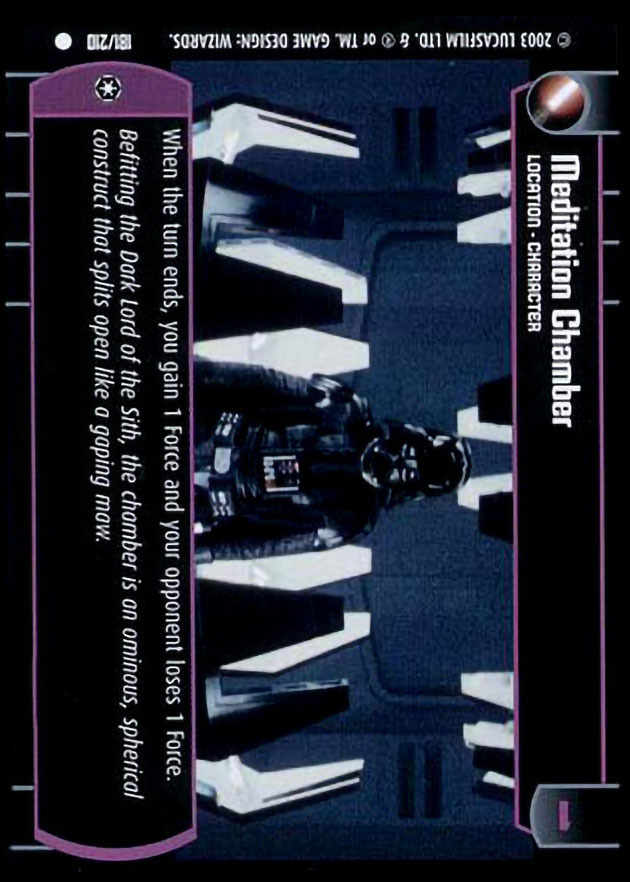 Meditation Chamber
LOCATION - CHARACTER
1
When the turn ends, you gain 1 Force and your opponent loses 1 Force.
Befitting the Dark Lord of the Sith, the chamber is an ominous, spherical
construct that splits open like a gaping maw.
© 2003 LUCASFILM LTD. & ® or TM. GAME DESIGN: WIZARDS.
181/210